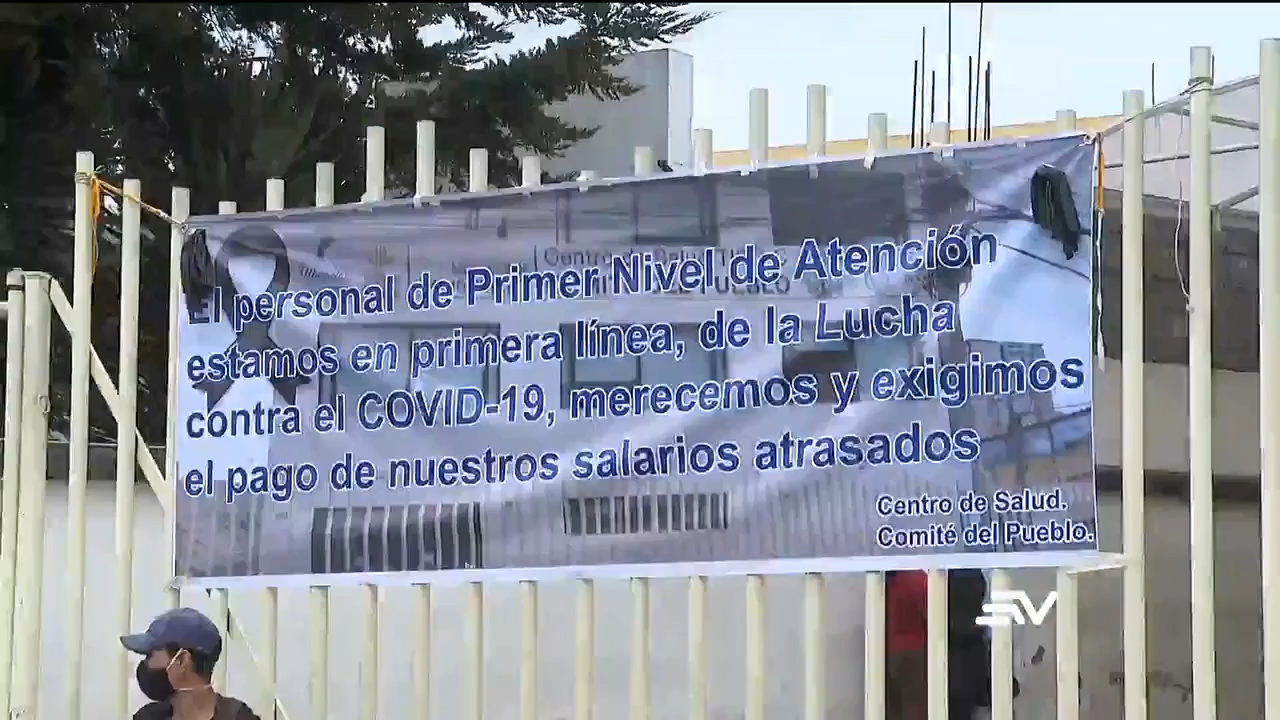 El personal de Primer Nivel de Atención
estamos en primera línea, de la Lucha
contra el COVID-19, merecemos y exigimos
el pago de nuestros salarios atrasados
Centro de Salud.
Comité del Pueblo.